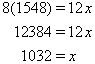 8(1548) = 12x
12384 = 12x
1032 = x